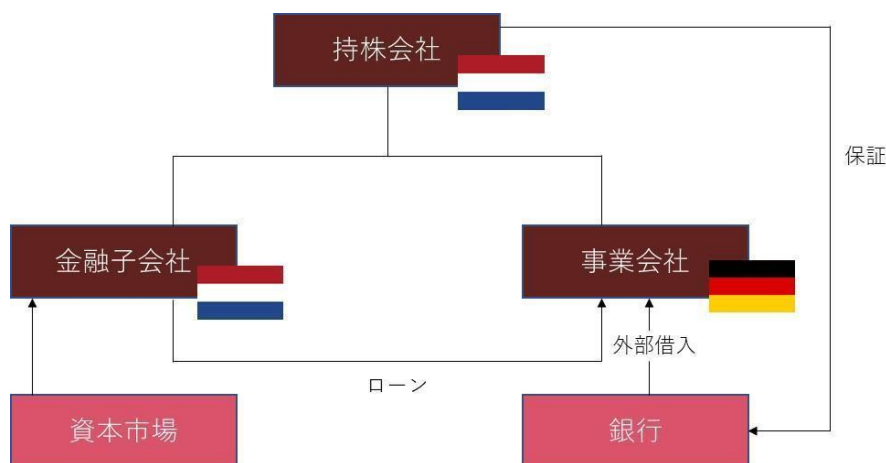 持株会社
保証
金融子会社
事業会社
外部借入
ローン
資本市場
銀行